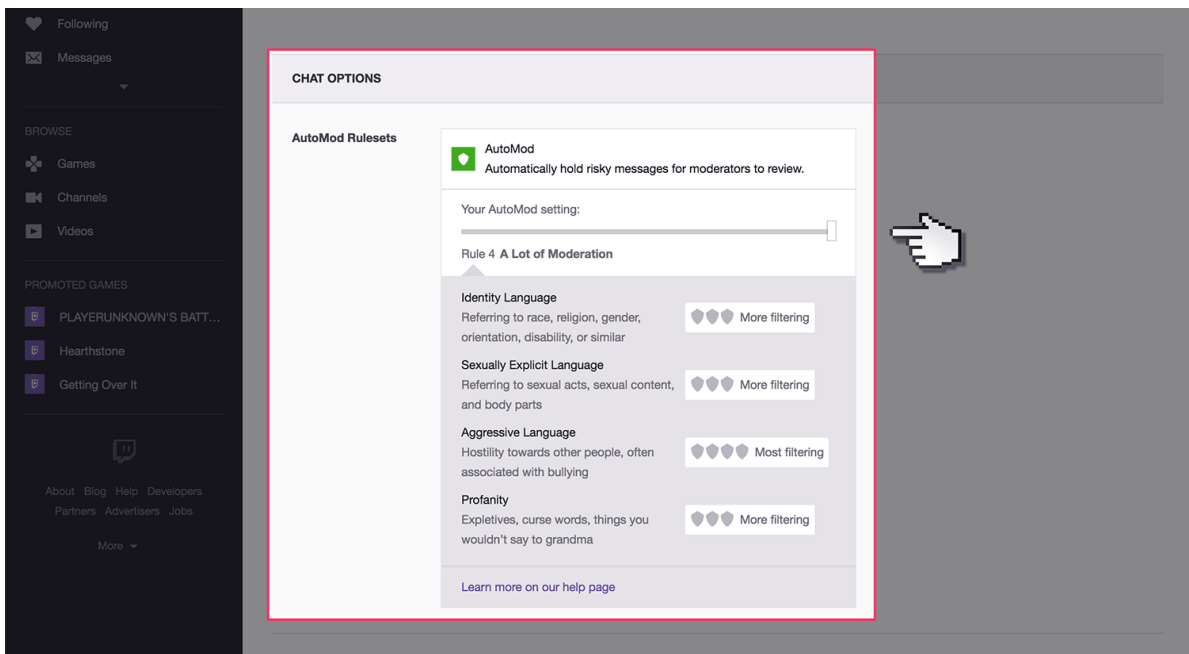 Following
Messages
BROWSE
Games
Channels
Videos
PROMOTED GAMES
PLAYERUNKNOWN'S BATT...
Hearthstone
Getting Over It
About Blog Help Developers
Partners Advertisers Jobs
More
CHAT OPTIONS
AutoMod Rulesets
AutoMod
Automatically hold risky messages for moderators to review.
Your AutoMod setting:
Rule 4 A Lot of Moderation
Identity Language
Referring to race, religion, gender,
orientation, disability, or similar
More filtering
Sexually Explicit Language
Referring to sexual acts, sexual content,
and body parts
More filtering
Aggressive Language
Hostility towards other people, often
associated with bullying
Most filtering
Profanity
Expletives, curse words, things you
wouldn't say to grandma
More filtering
Learn more on our help page